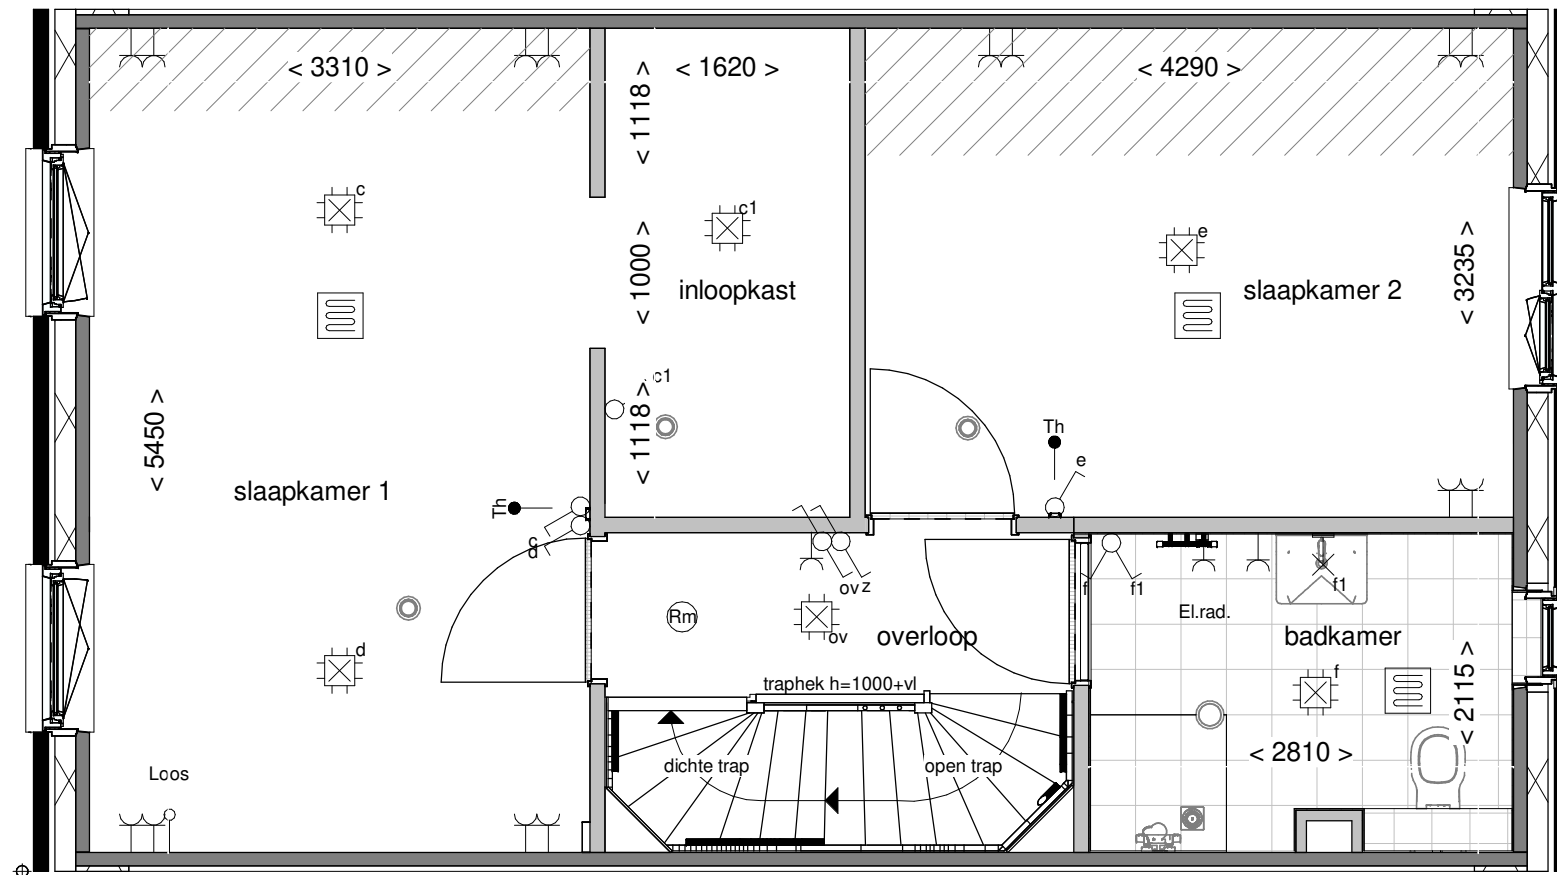 < 3310 >
< 1620 >
< 4290 >
< 1118 >
c
c1
e
< 1000 >
< 3235 >
inloopkast
slaapkamer 2
c1
< 1118 >
< 5450 >
Th
e
slaapkamer 1
Th
c
d
ov z
f
f1
f1
El.rad.
Rm
ov
overloop
badkamer
d
f
traphek h=1000+vl
< 2115 >
dichte trap
open trap
< 2810 >
Loos